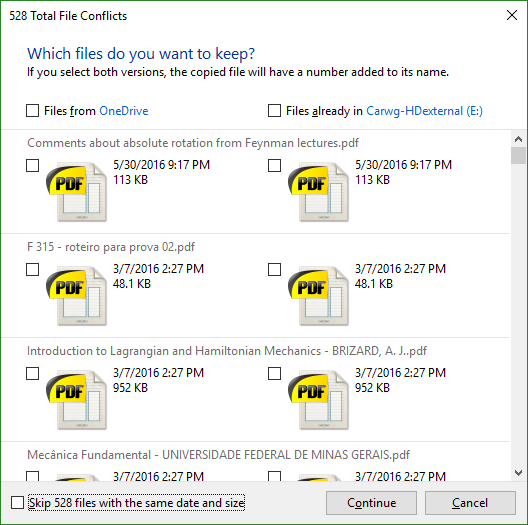 528 Total File Conflicts
Which files do you want to keep?
If you select both versions, the copied file will have a number added to its name.
Files from OneDrive
Files already in Carwg-HDexternal (E:)
Comments about absolute rotation from Feynman lectures.pdf
PDF
5/30/2016 9:17 PM
113 KB
PDF
5/30/2016 9:17 PM
113 KB
F 315 - roteiro para prova 02.pdf
PDF
3/7/2016 2:27 PM
48.1 KB
PDF
3/7/2016 2:27 PM
48.1 KB
Introduction to Lagrangian and Hamiltonian Mechanics - BRIZARD, A. J..pdf
PDF
3/7/2016 2:27 PM
952 KB
PDF
3/7/2016 2:27 PM
952 KB
Mecânica Fundamental - UNIVERSIDADE FEDERAL DE MINAS GERAIS.pdf
3/7/2016 2:27 PM
3/7/2016 2:27 PM
Skip 528 files with the same date and size
Continue
Cancel